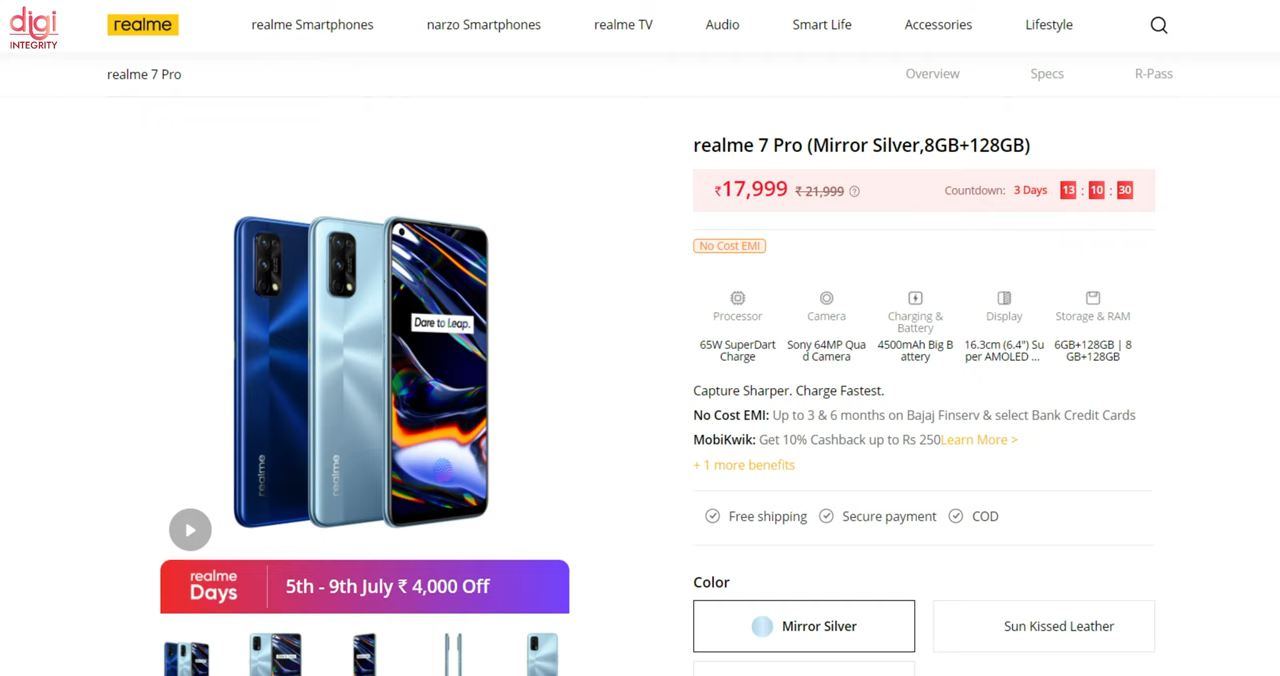 digi
INTEGRITY
realme
realme Smartphones
narzo Smartphones
realme TV
Audio
Smart Life
Accessories
Lifestyle
realme 7 Pro
Overview
Specs
R-Pass
realme 7 Pro (Mirror Silver,8GB+128GB)
₹17,999 ₹ 21,999 ?
Countdown: 3 Days 13 : 10 : 30
No Cost EMI
Processor
65W SuperDart
Charge
Camera
Sony 64MP Qua
d Camera
Charging &
Battery
4500mAh Big B
attery
Display
16.3cm (6.4") Su
per AMOLED ...
Storage & RAM
6GB+128GB | 8
GB+128GB
Capture Sharper. Charge Fastest.
No Cost EMI: Up to 3 & 6 months on Bajaj Finserv & select Bank Credit Cards
MobiKwik: Get 10% Cashback up to Rs 250Learn More >
+ 1 more benefits
Free shipping
Secure payment
COD
Color
Mirror Silver
Sun Kissed Leather
Dare to Leap.
realme
realme
realme
Days
5th - 9th July ₹ 4,000 Off